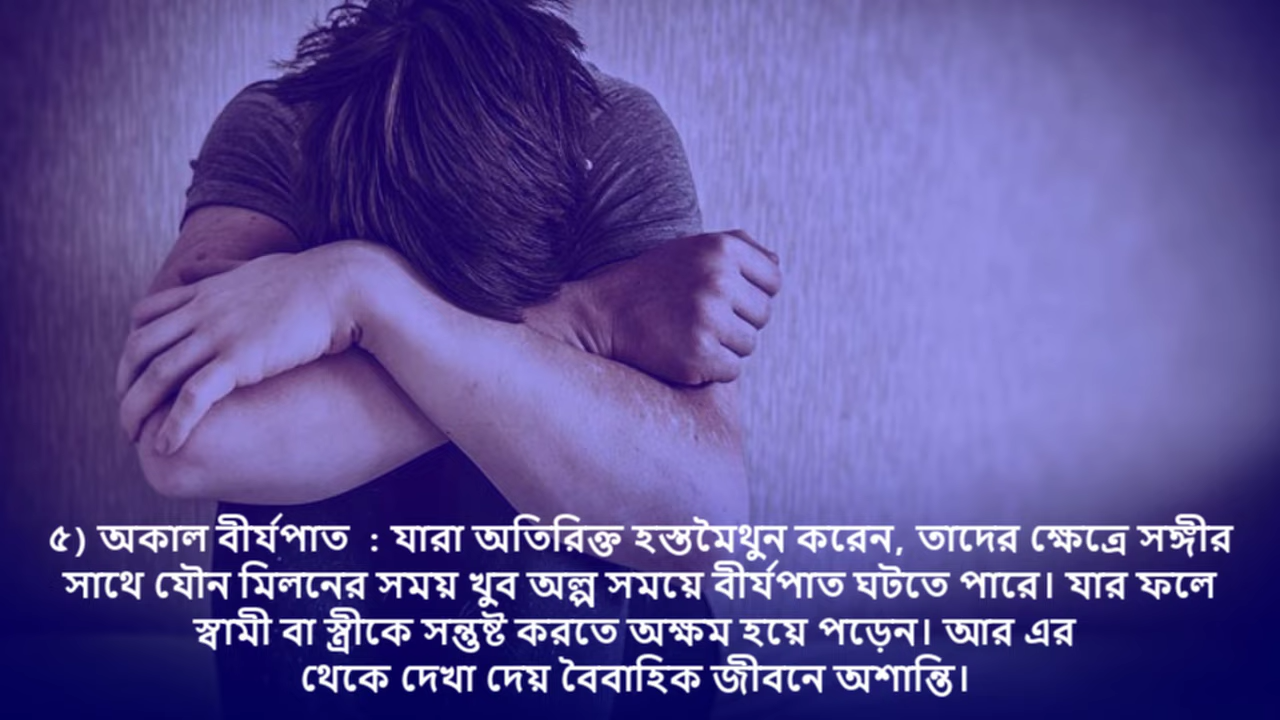 ৫) অকাল বীর্যপাত : যারা অতিরিক্ত হস্তমৈথুন করেন, তাদের ক্ষেত্রে সঙ্গীর
সাথে যৌন মিলনের সময় খুব অল্প সময়ে বীর্যপাত ঘটতে পারে। যার ফলে
স্বামী বা স্ত্রীকে সন্তুষ্ট করতে অক্ষম হয়ে পড়েন। আর এর
থেকে দেখা দেয় বৈবাহিক জীবনে অশান্তি।